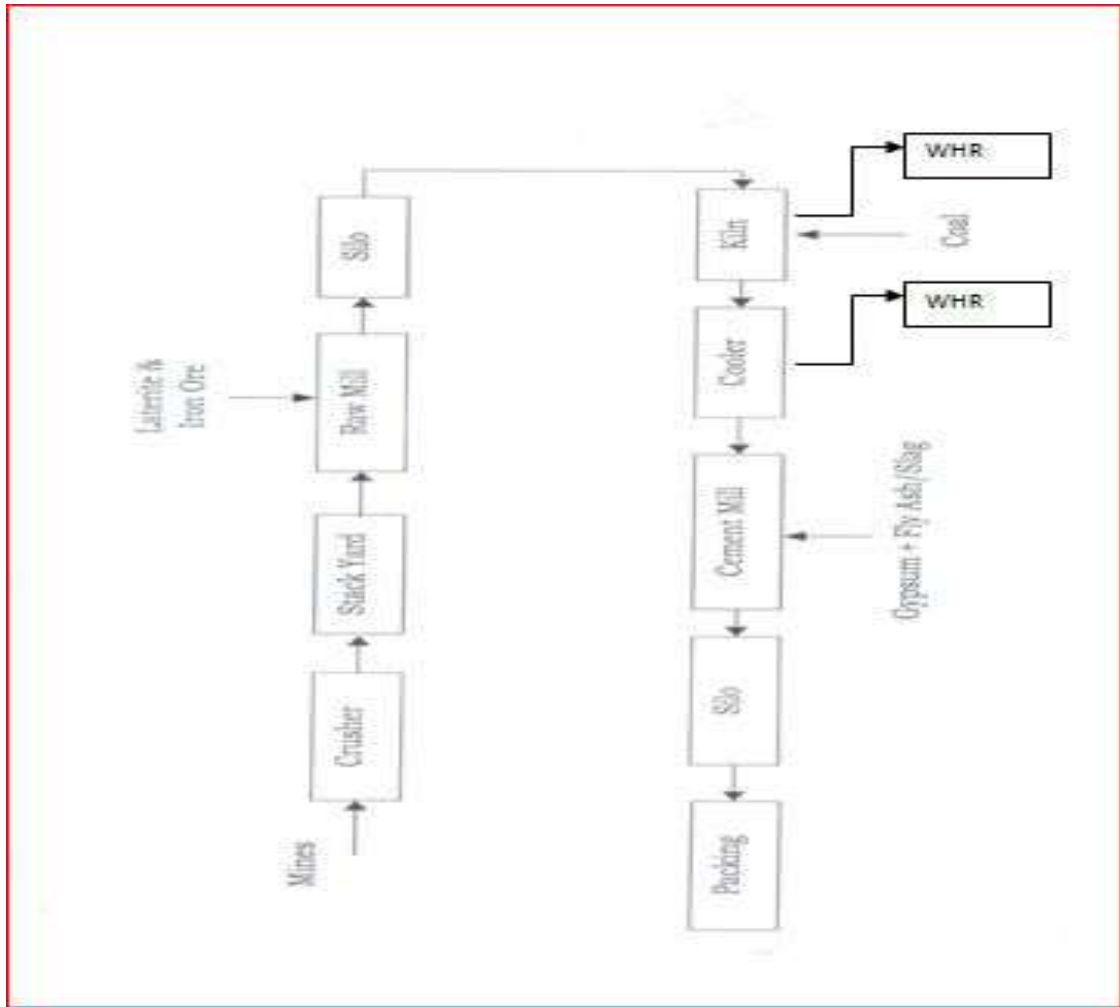 Mines
Crusher
Stack Yard
Raw Mill
Laterite &
Iron Ore
Silo
Kiln
WHR
Coal
Cooler
WHR
Cement Mill
Gypsum + Fly Ash/Slag
Silo
Packing